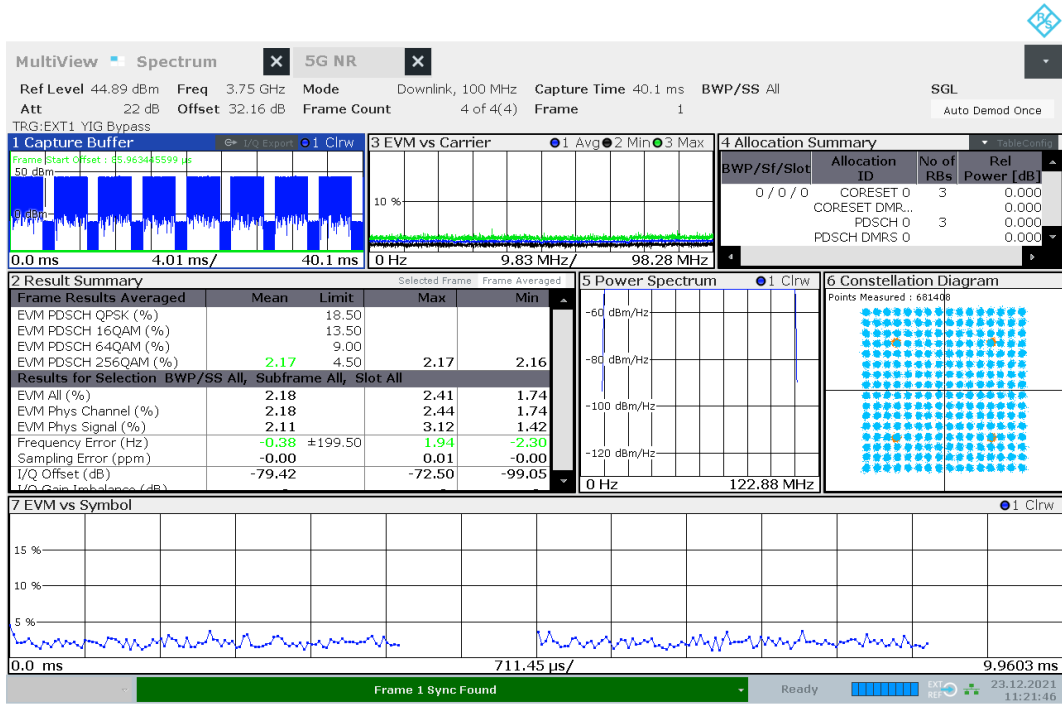 R&S
MultiView Spectrum X 5G NR X
Ref Level 44.89 dBm Freq 3.75 GHz Mode Downlink, 100 MHz Capture Time 40.1 ms BWP/SS All SGL
Att 22 dB Offset 32.16 dB Frame Count 4 of 4(4) Frame 1 Auto Demod Once
TRG:EXT1 YIG Bypass
1 Capture Buffer I/Q Export 1 Clrw
Frame Start Offset : 85.963445599 µs
50 dBm
0 dBm
0.0 ms 4.01 ms/ 40.1 ms
3 EVM vs Carrier 1 Avg 2 Min 3 Max
10 %
0 Hz 9.83 MHz/ 98.28 MHz
4 Allocation Summary TableConfig
BWP/Sf/Slot Allocation ID No of RBs Rel Power [dB]
0 / 0 / 0 CORESET 0 3 0.000
CORESET DMR... 0.000
PDSCH 0 3 0.000
PDSCH DMRS 0 0.000
2 Result Summary Selected Frame Frame Averaged
Frame Results Averaged Mean Limit Max Min
EVM PDSCH QPSK (%) 18.50
EVM PDSCH 16QAM (%) 13.50
EVM PDSCH 64QAM (%) 9.00
EVM PDSCH 256QAM (%) 2.17 4.50 2.17 2.16
Results for Selection BWP/SS All, Subframe All, Slot All
EVM All (%) 2.18 2.41 1.74
EVM Phys Channel (%) 2.18 2.44 1.74
EVM Phys Signal (%) 2.11 3.12 1.42
Frequency Error (Hz) -0.38 ±199.50 1.94 -2.30
Sampling Error (ppm) -0.00 0.01 -0.00
I/Q Offset (dB) -79.42 -72.50 -99.05
I/Q Gain Imbalance (dB) - - -
5 Power Spectrum 1 Clrw
-60 dBm/Hz
-80 dBm/Hz
-100 dBm/Hz
-120 dBm/Hz
0 Hz 122.88 MHz
6 Constellation Diagram
Points Measured : 681408
7 EVM vs Symbol 1 Clrw
15 %
10 %
5 %
0.0 ms 711.45 µs/ 9.9603 ms
Frame 1 Sync Found Ready EXT REF 23.12.2021
11:21:46